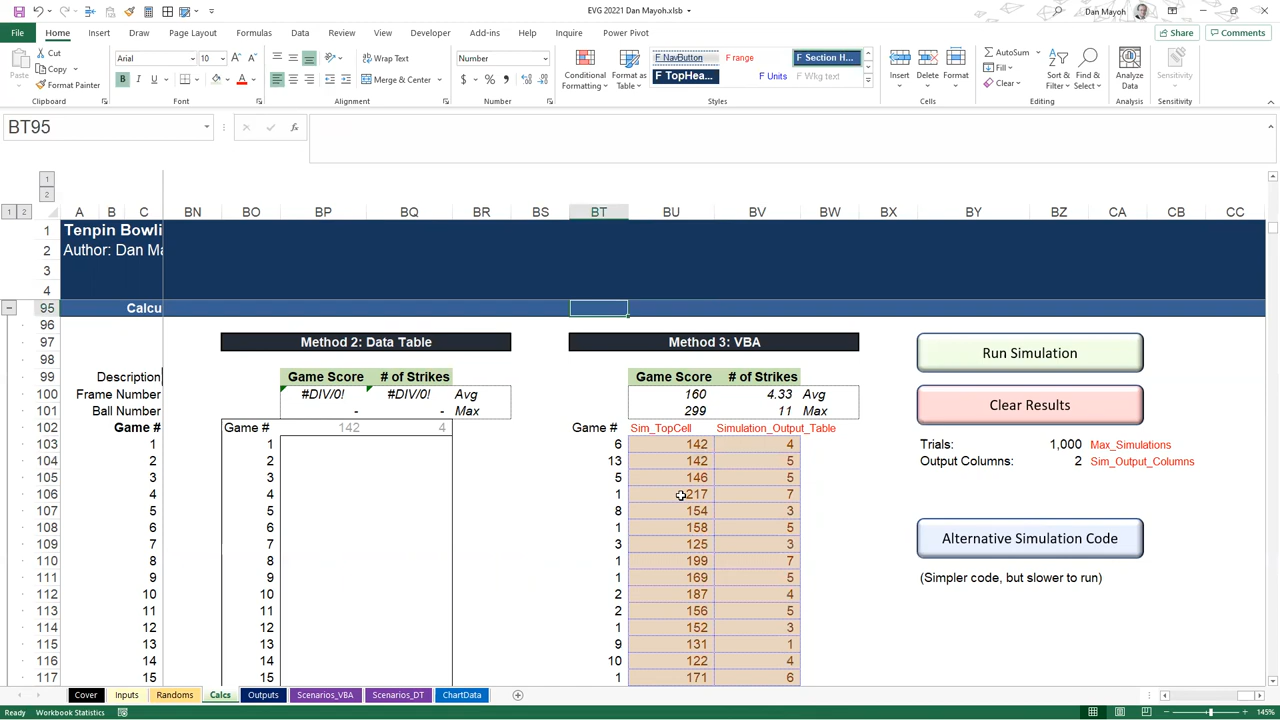 EVG 20221 Dan Mayoh.xlsb
Dan Mayoh
File Home Insert Draw Page Layout Formulas Data Review View Developer Add-ins Help Inquire Power Pivot Share Comments
Paste Cut Copy Format Painter Clipboard
Arial 10 B I U A Font
Wrap Text Merge & Center Alignment
Number $ % Number
Conditional Formatting Format as Table
F NavButton F range F Section H...
F TopHea... F Units F Wkg text Styles
Insert Delete Format Cells
AutoSum Fill Clear Sort & Filter Find & Select Editing
Analyze Data Analysis Sensitivity Sensitivity
BT95 fx
1
2
1 2 A B C BN BO BP BQ BR BS BT BU BV BW BX BY BZ CA CB CC
1 Tenpin Bowli
2 Author: Dan Ma
3
4
95 Calcu
96
97 Method 2: Data Table Method 3: VBA Run Simulation
98
99 Description Game Score # of Strikes Game Score # of Strikes
100 Frame Number #DIV/0! #DIV/0! Avg 160 4.33 Avg Clear Results
101 Ball Number - - Max 299 11 Max
102 Game # Game # 142 4 Game # Sim_TopCell Simulation_Output_Table
103 1 1 6 142 4 Trials: 1,000 Max_Simulations
104 2 2 13 142 5 Output Columns: 2 Sim_Output_Columns
105 3 3 5 146 5
106 4 4 1 217 7
107 5 5 8 154 3
108 6 6 1 158 5
109 7 7 3 125 3 Alternative Simulation Code
110 8 8 1 199 7
111 9 9 1 169 5 (Simpler code, but slower to run)
112 10 10 2 187 4
113 11 11 2 156 5
114 12 12 1 152 3
115 13 13 9 131 1
116 14 14 10 122 4
117 15 15 1 171 6
Cover Inputs Randoms Calcs Outputs Scenarios_VBA Scenarios_DT ChartData
Ready Workbook Statistics 145%